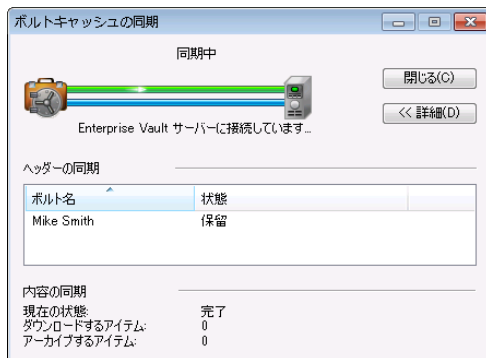 ボルトキャッシュの同期
同期中
閉じる(C)
<< 詳細(D)
Enterprise Vault サーバーに接続しています...
ヘッダーの同期
ボルト名 状態
Mike Smith 保留
内容の同期
現在の状態: 完了
ダウンロードするアイテム: 0
アーカイブするアイテム: 0